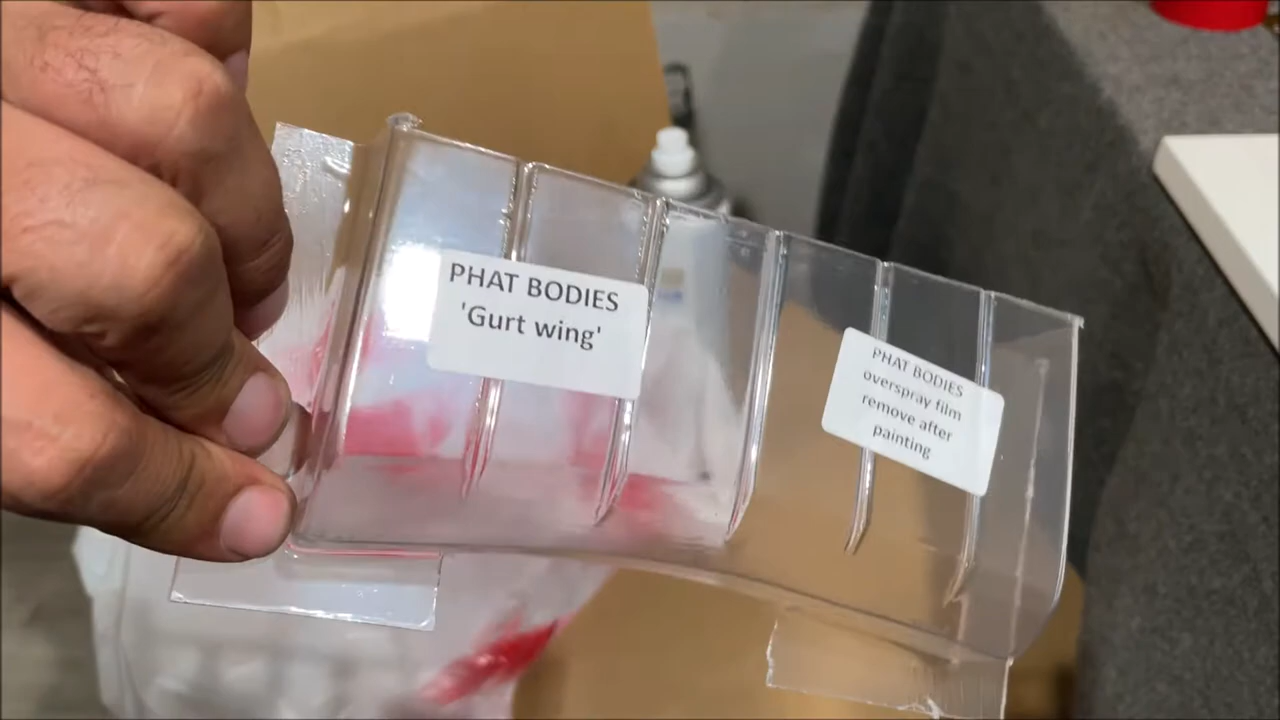 PHAT BODIES
'Gurt wing'
PHAT BODIES
overspray film
remove after
painting